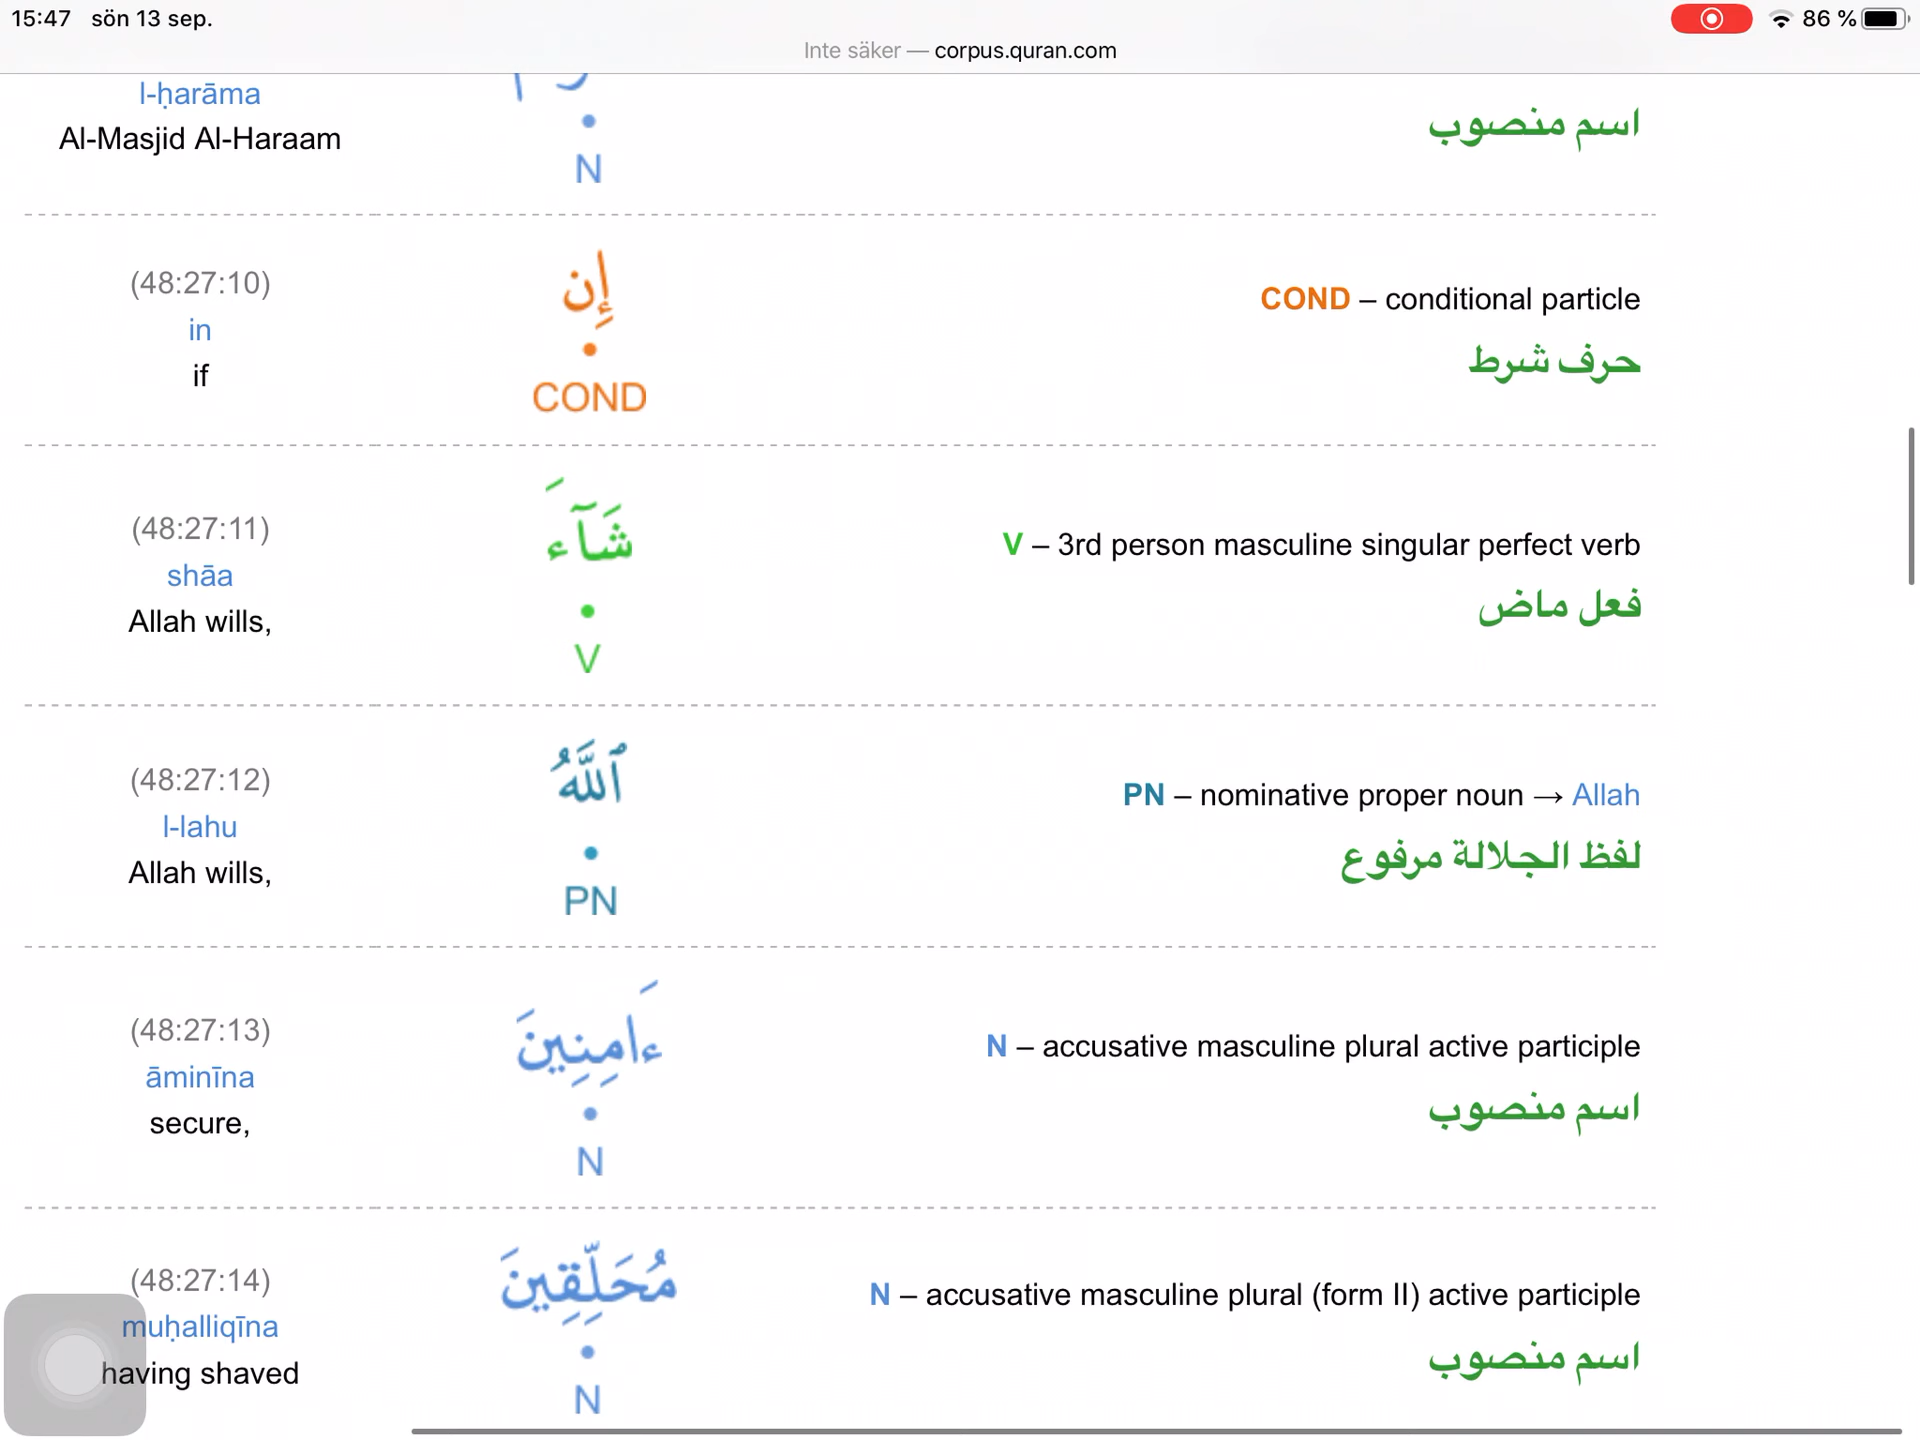 15:47 sön 13 sep. 86 %
Inte säker — corpus.quran.com
l-ḥarāma
Al-Masjid Al-Haraam
N
اسم منصوب
(48:27:10)
in
if
إِن
COND
COND – conditional particle
حرف شرط
(48:27:11)
shāa
Allah wills,
شَآءَ
V
V – 3rd person masculine singular perfect verb
فعل ماض
(48:27:12)
l-lahu
Allah wills,
ٱللَّهُ
PN
PN – nominative proper noun → Allah
لفظ الجلالة مرفوع
(48:27:13)
āminīna
secure,
ءَامِنِينَ
N
N – accusative masculine plural active participle
اسم منصوب
(48:27:14)
muḥalliqīna
having shaved
مُحَلِّقِينَ
N
N – accusative masculine plural (form II) active participle
اسم منصوب